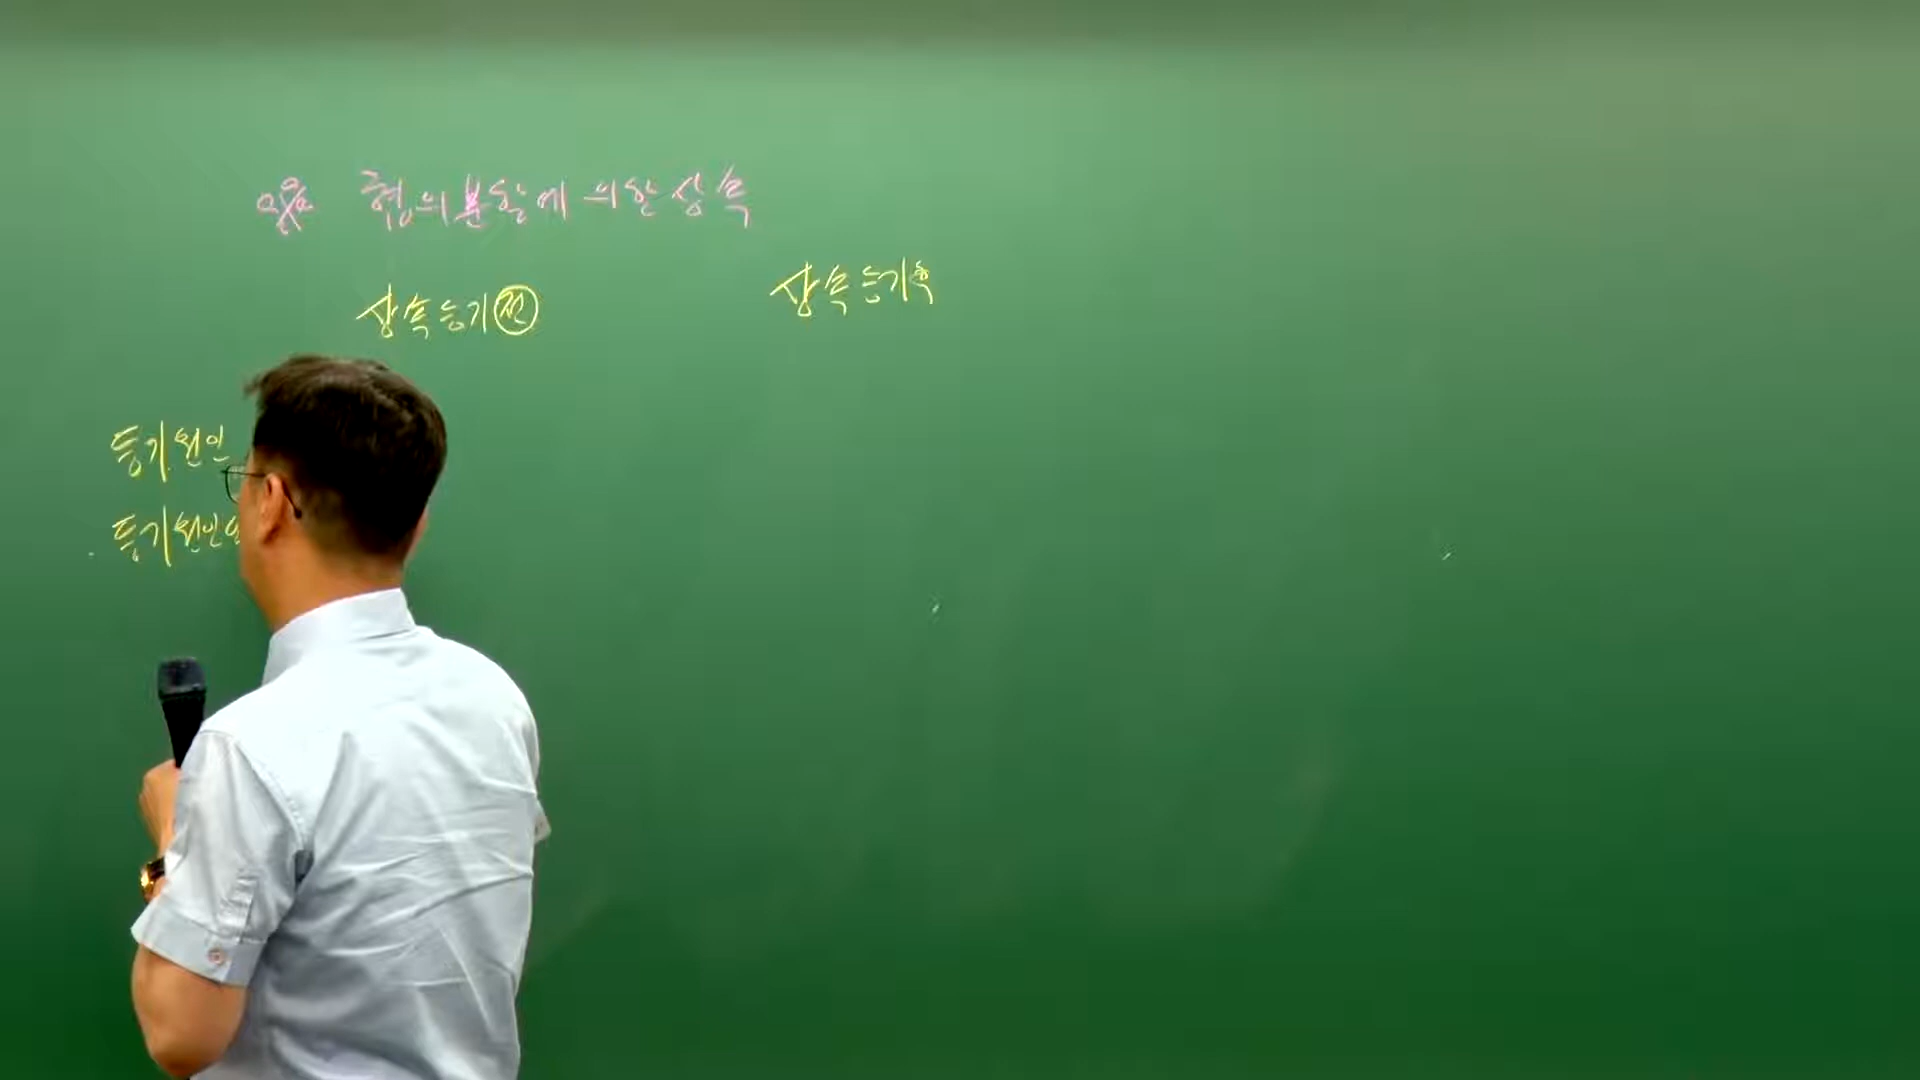 협의분할에 의한 상속
상속등기 전
상속등기 후
등기원인
등기원인일